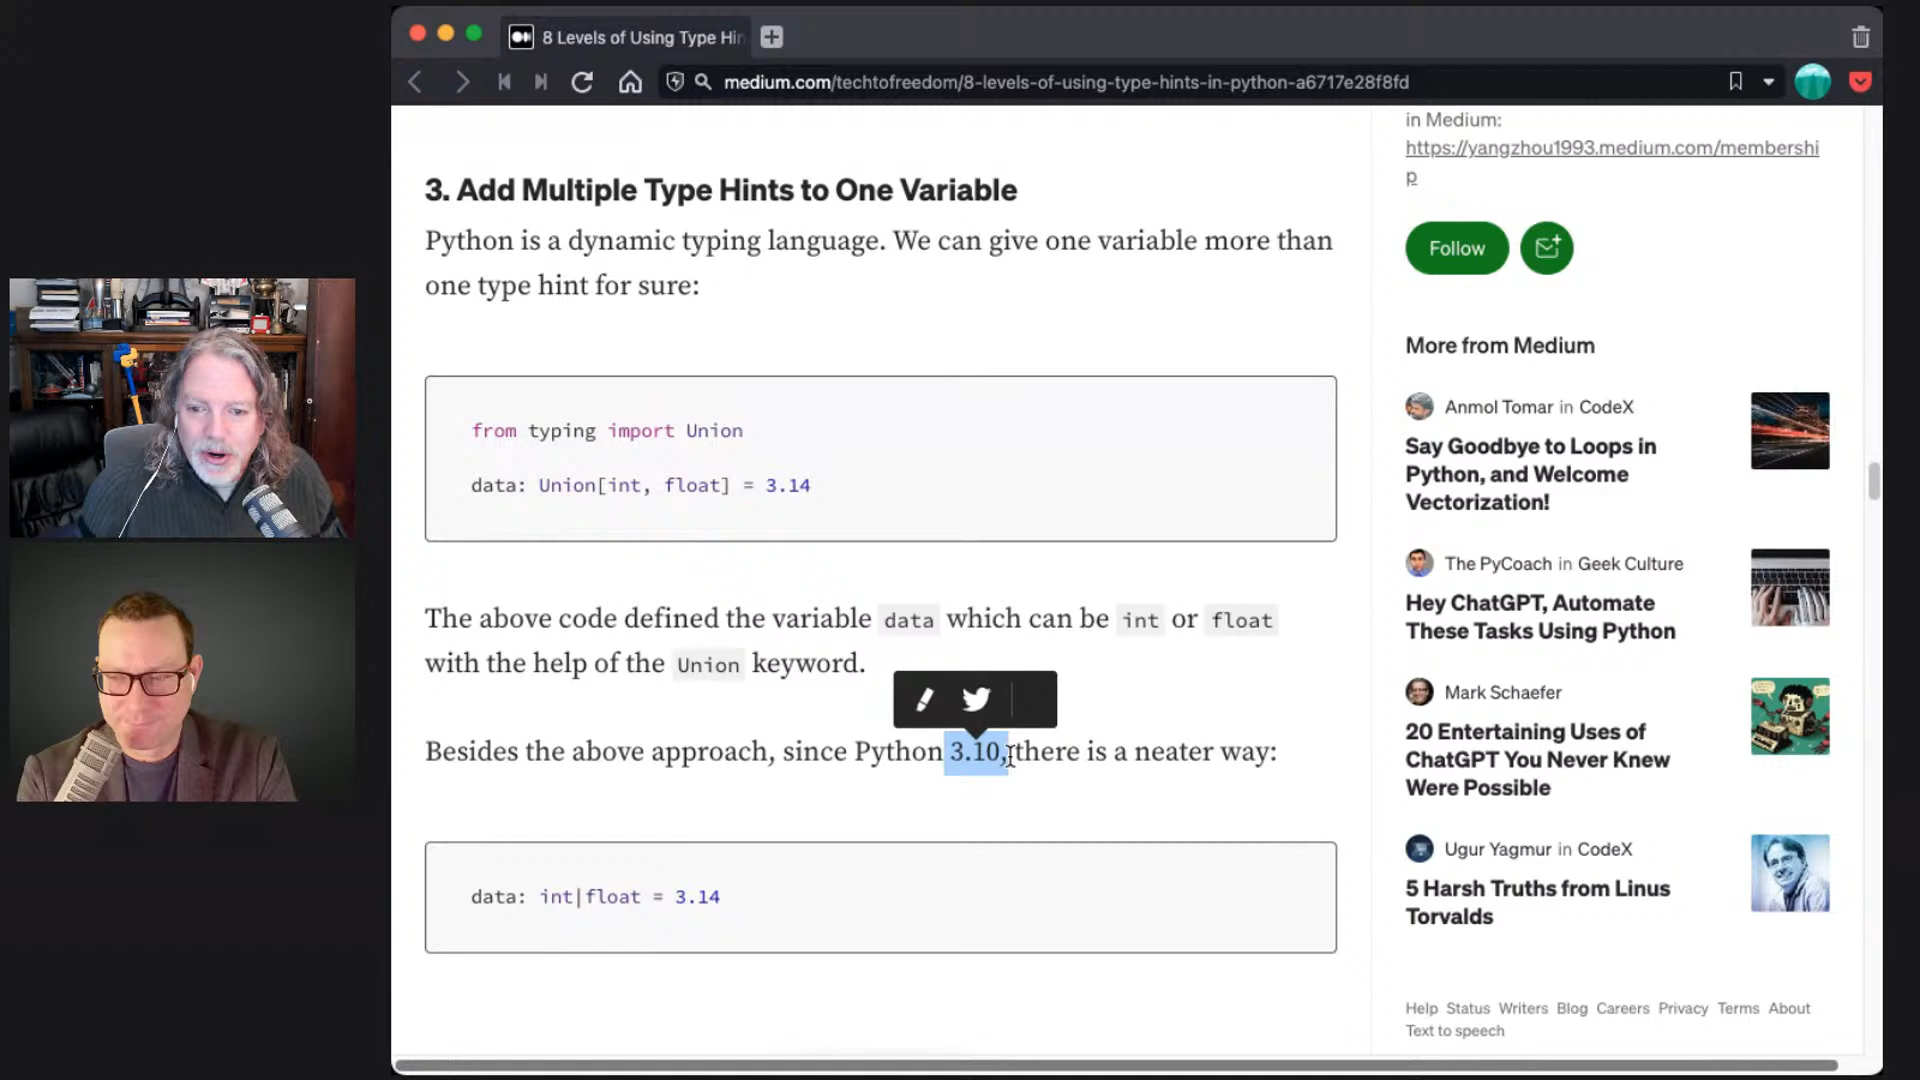 8 Levels of Using Type Hin
medium.com/techtofreedom/8-levels-of-using-type-hints-in-python-a6717e28f8fd
3. Add Multiple Type Hints to One Variable
Python is a dynamic typing language. We can give one variable more than
one type hint for sure:
from typing import Union
data: Union[int, float] = 3.14
The above code defined the variable data which can be int or float
with the help of the Union keyword.
Besides the above approach, since Python 3.10, there is a neater way:
data: int|float = 3.14
in Medium:
https://yangzhou1993.medium.com/membershi
p
Follow
More from Medium
Anmol Tomar in CodeX
Say Goodbye to Loops in
Python, and Welcome
Vectorization!
The PyCoach in Geek Culture
Hey ChatGPT, Automate
These Tasks Using Python
Mark Schaefer
20 Entertaining Uses of
ChatGPT You Never Knew
Were Possible
Ugur Yagmur in CodeX
5 Harsh Truths from Linus
Torvalds
Help Status Writers Blog Careers Privacy Terms About
Text to speech